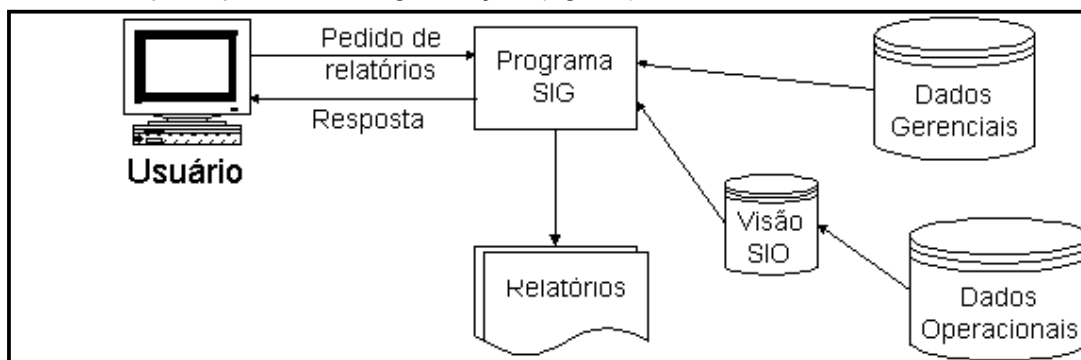 Pedido de
relatórios
Resposta
Usuário
Programa
SIG
Dados
Gerenciais
Visão
SIO
Relatórios
Dados
Operacionais